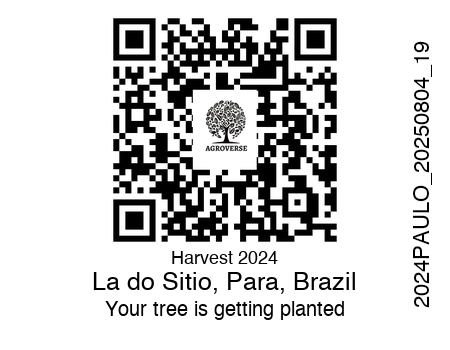 AGROVERSE
Harvest 2024
La do Sitio, Para, Brazil
Your tree is getting planted
2024PAULO_20250804_19